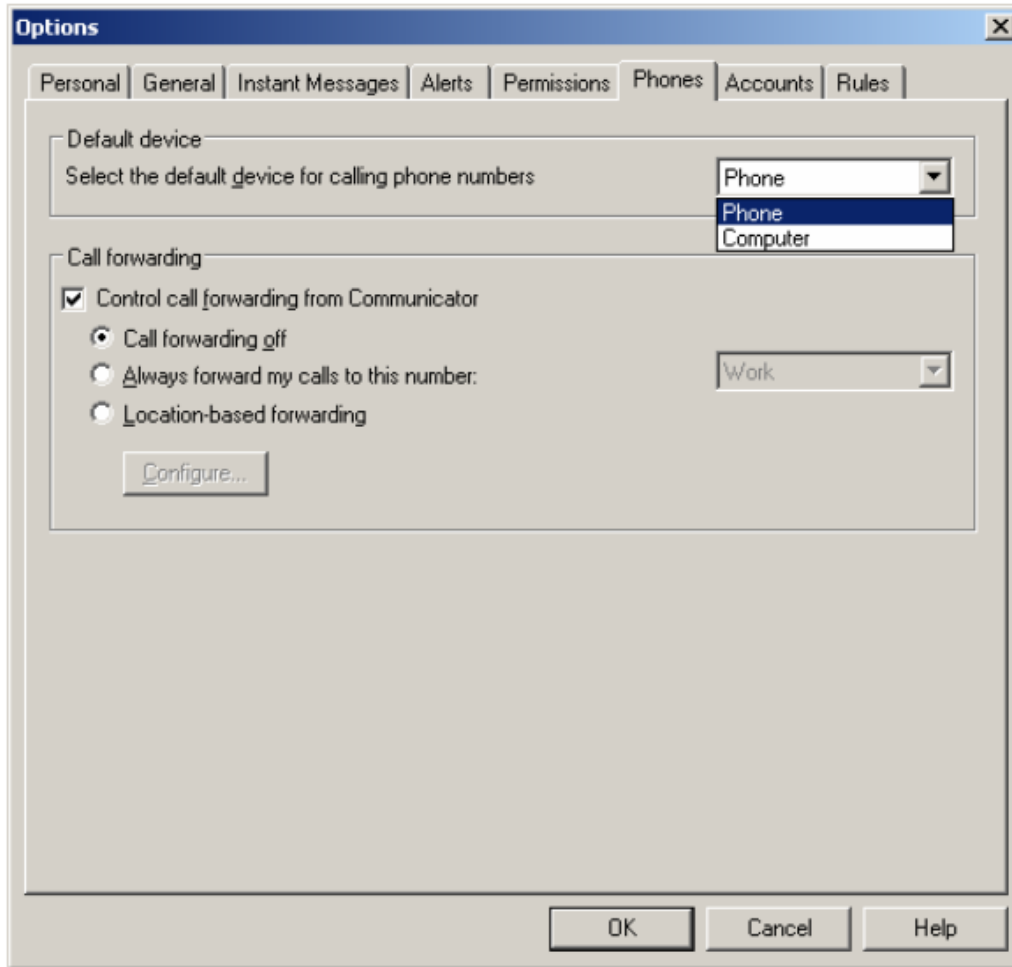 Options
Personal General Instant Messages Alerts Permissions Phones Accounts Rules
Default device
Select the default device for calling phone numbers Phone
Phone
Computer
Call forwarding
Control call forwarding from Communicator
Call forwarding off
Always forward my calls to this number: Work
Location-based forwarding
Configure...
OK Cancel Help